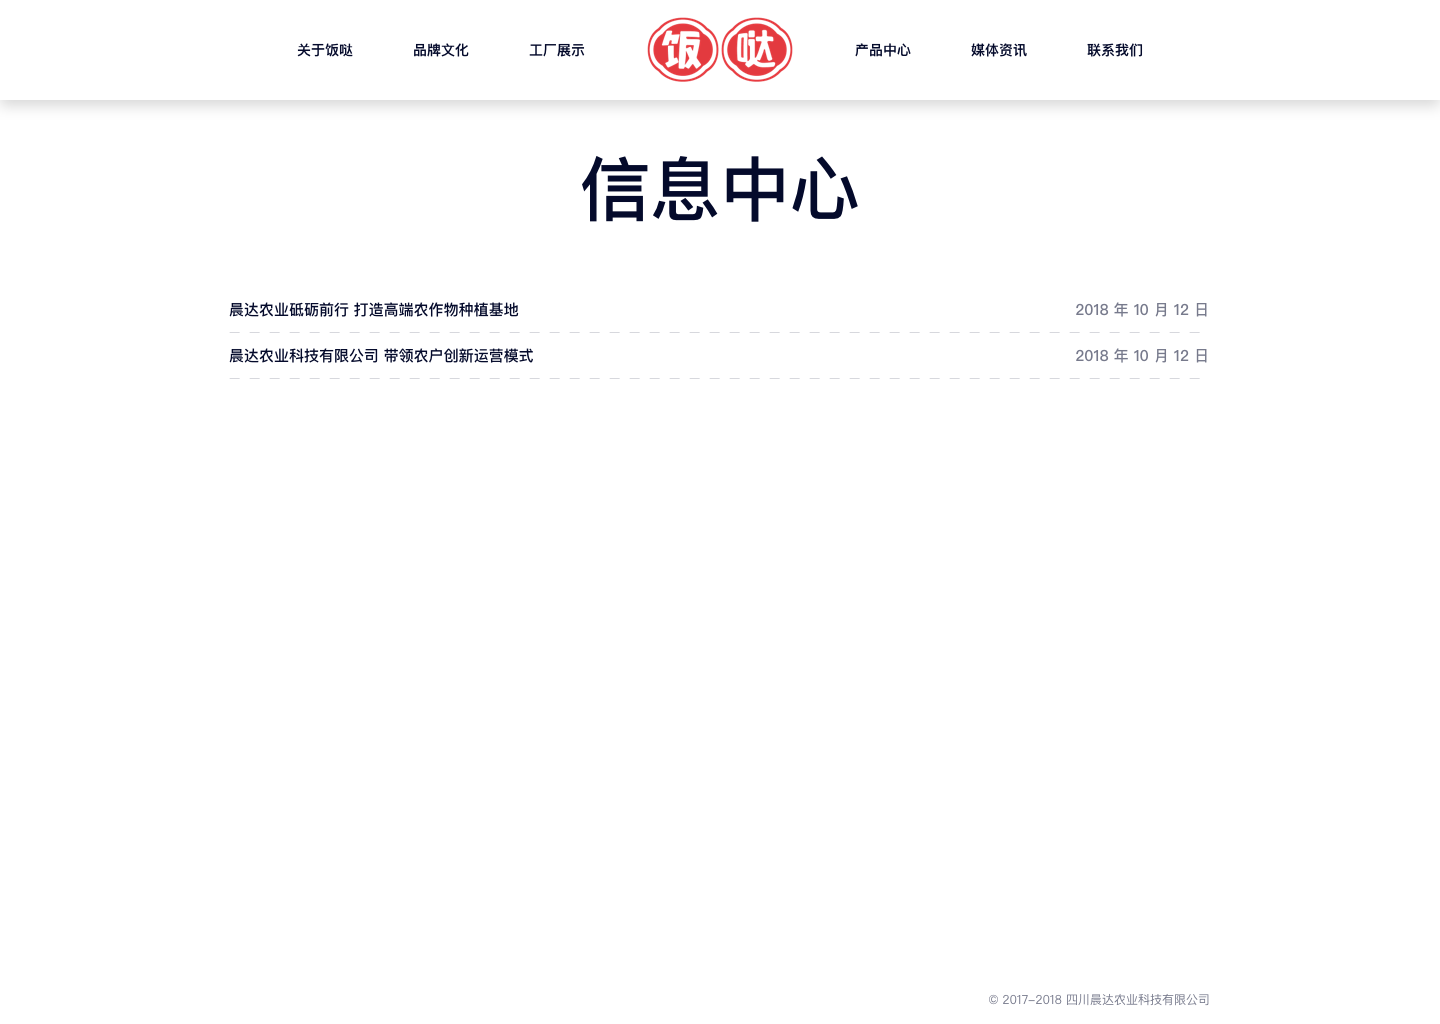 关于饭哒 品牌文化 工厂展示 饭哒 产品中心 媒体资讯 联系我们
信息中心
晨达农业砥砺前行 打造高端农作物种植基地 2018 年 10 月 12 日
晨达农业科技有限公司 带领农户创新运营模式 2018 年 10 月 12 日
© 2017-2018 四川晨达农业科技有限公司